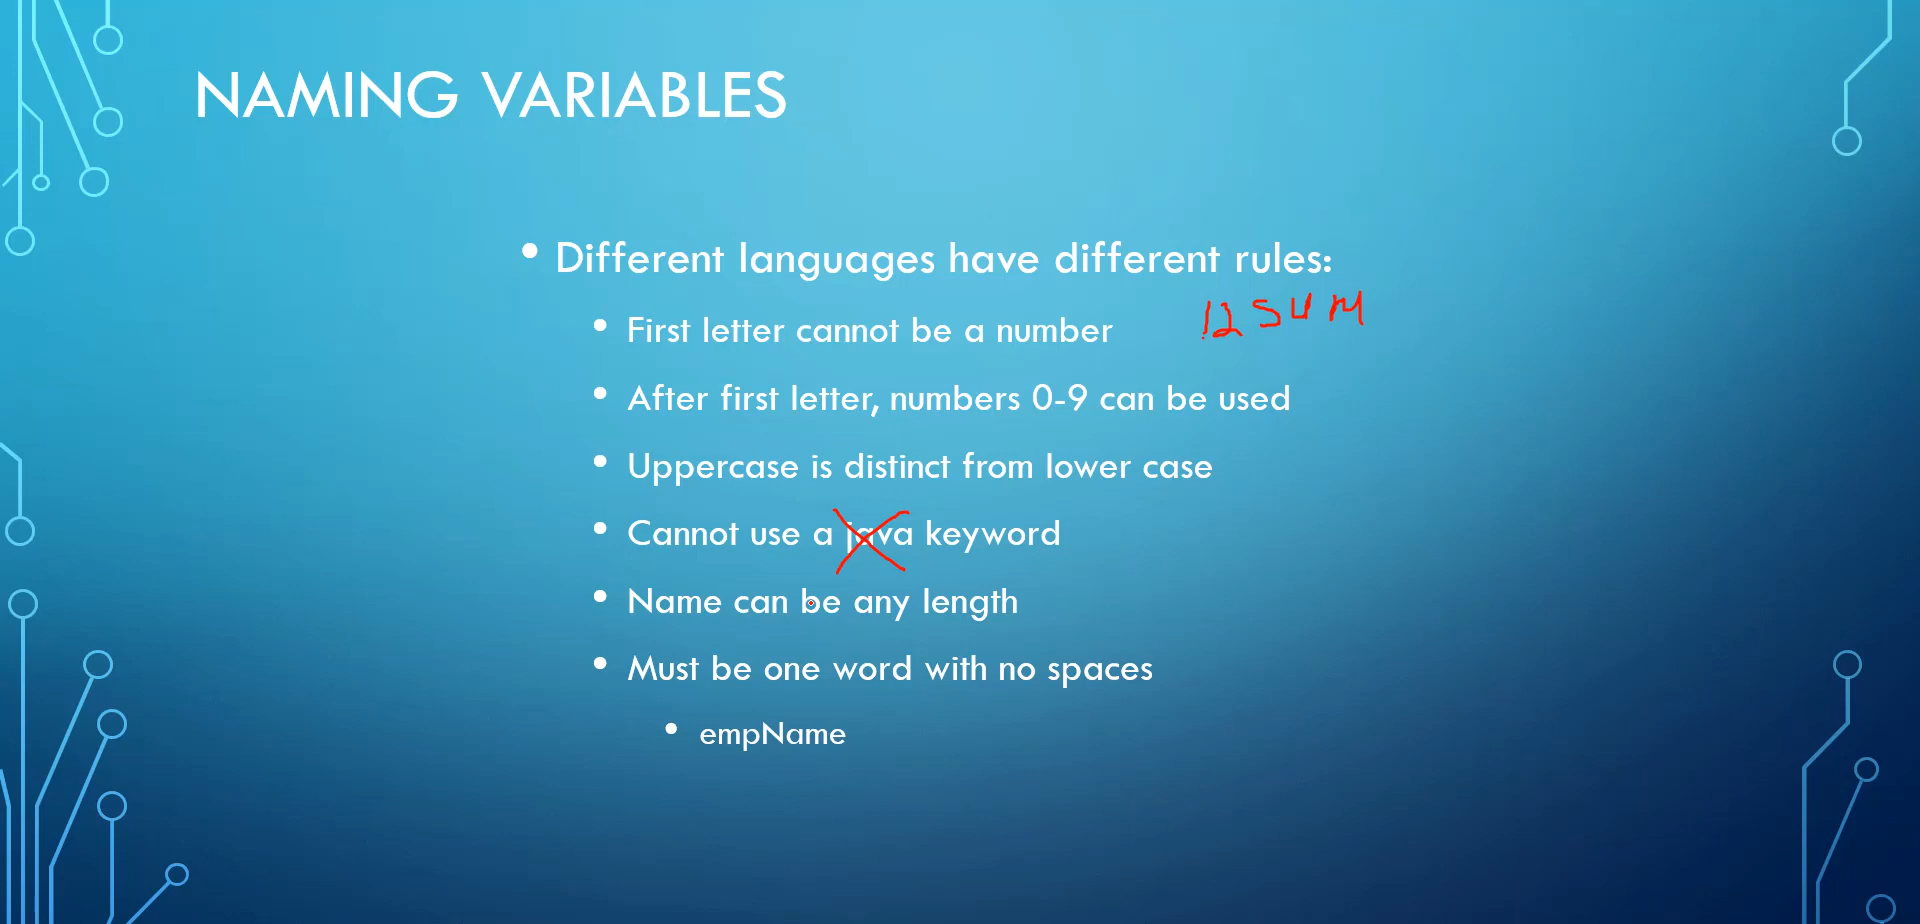 NAMING VARIABLES
• Different languages have different rules:
• First letter cannot be a number
12 SUM
• After first letter, numbers 0-9 can be used
• Uppercase is distinct from lower case
• Cannot use a java keyword
• Name can be any length
• Must be one word with no spaces
• empName